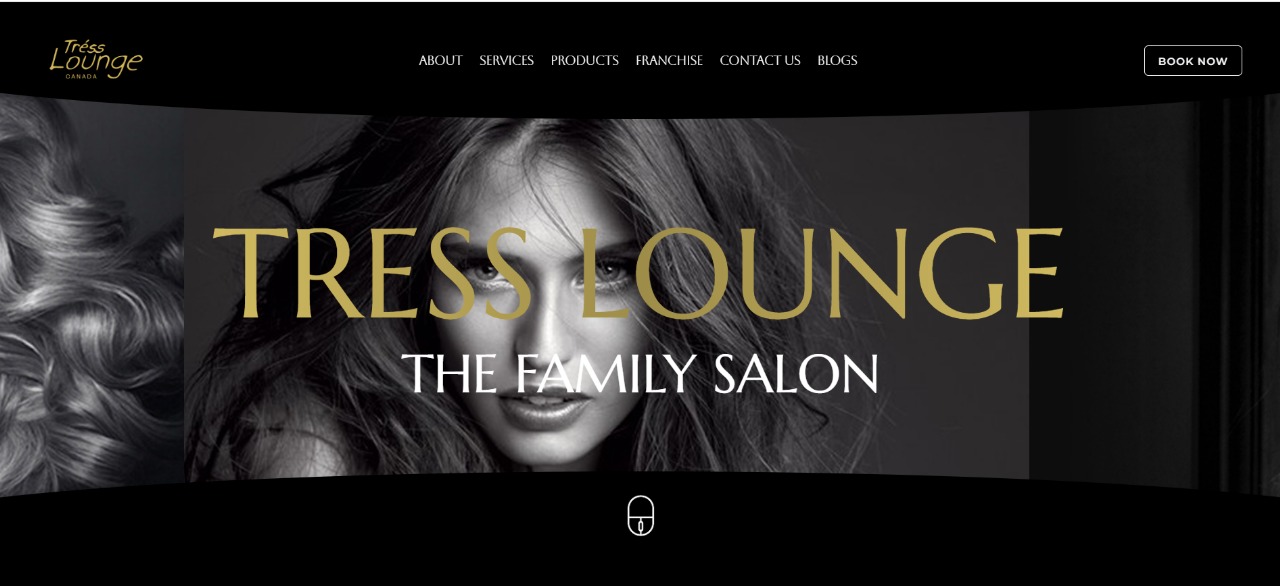 Tréss
Lounge
CANADA
ABOUT SERVICES PRODUCTS FRANCHISE CONTACT US BLOGS
BOOK NOW
TRESS LOUNGE
THE FAMILY SALON